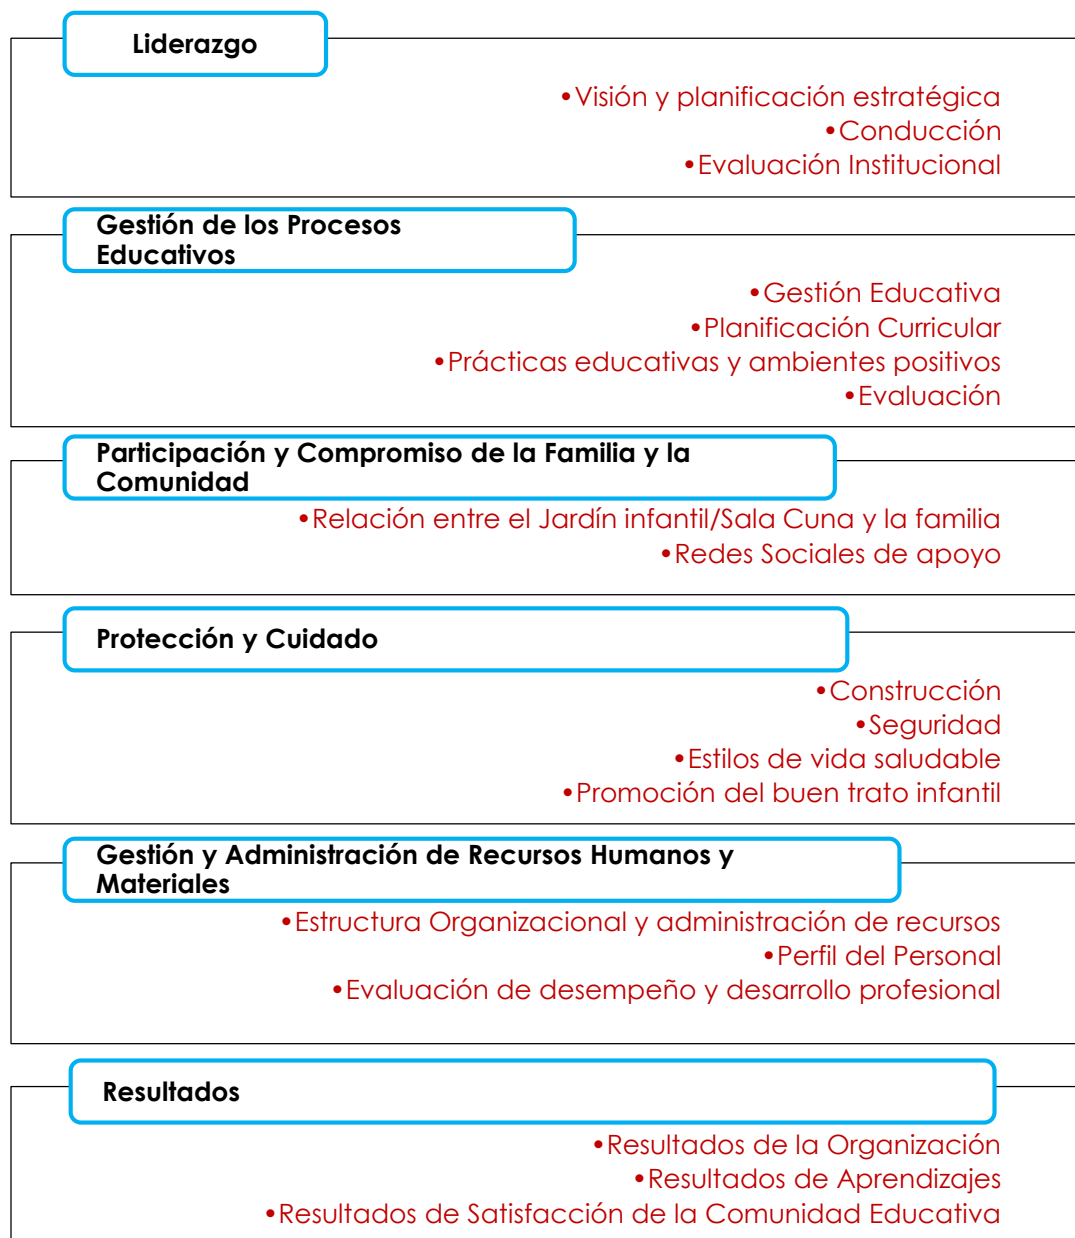 Liderazgo
•Visión y planificación estratégica
•Conducción
•Evaluación Institucional
Gestión de los Procesos
Educativos
•Gestión Educativa
•Planificación Curricular
•Prácticas educativas y ambientes positivos
•Evaluación
Participación y Compromiso de la Familia y la
Comunidad
•Relación entre el Jardín infantil/Sala Cuna y la familia
•Redes Sociales de apoyo
Protección y Cuidado
•Construcción
•Seguridad
•Estilos de vida saludable
•Promoción del buen trato infantil
Gestión y Administración de Recursos Humanos y
Materiales
•Estructura Organizacional y administración de recursos
•Perfil del Personal
•Evaluación de desempeño y desarrollo profesional
Resultados
•Resultados de la Organización
•Resultados de Aprendizajes
•Resultados de Satisfacción de la Comunidad Educativa